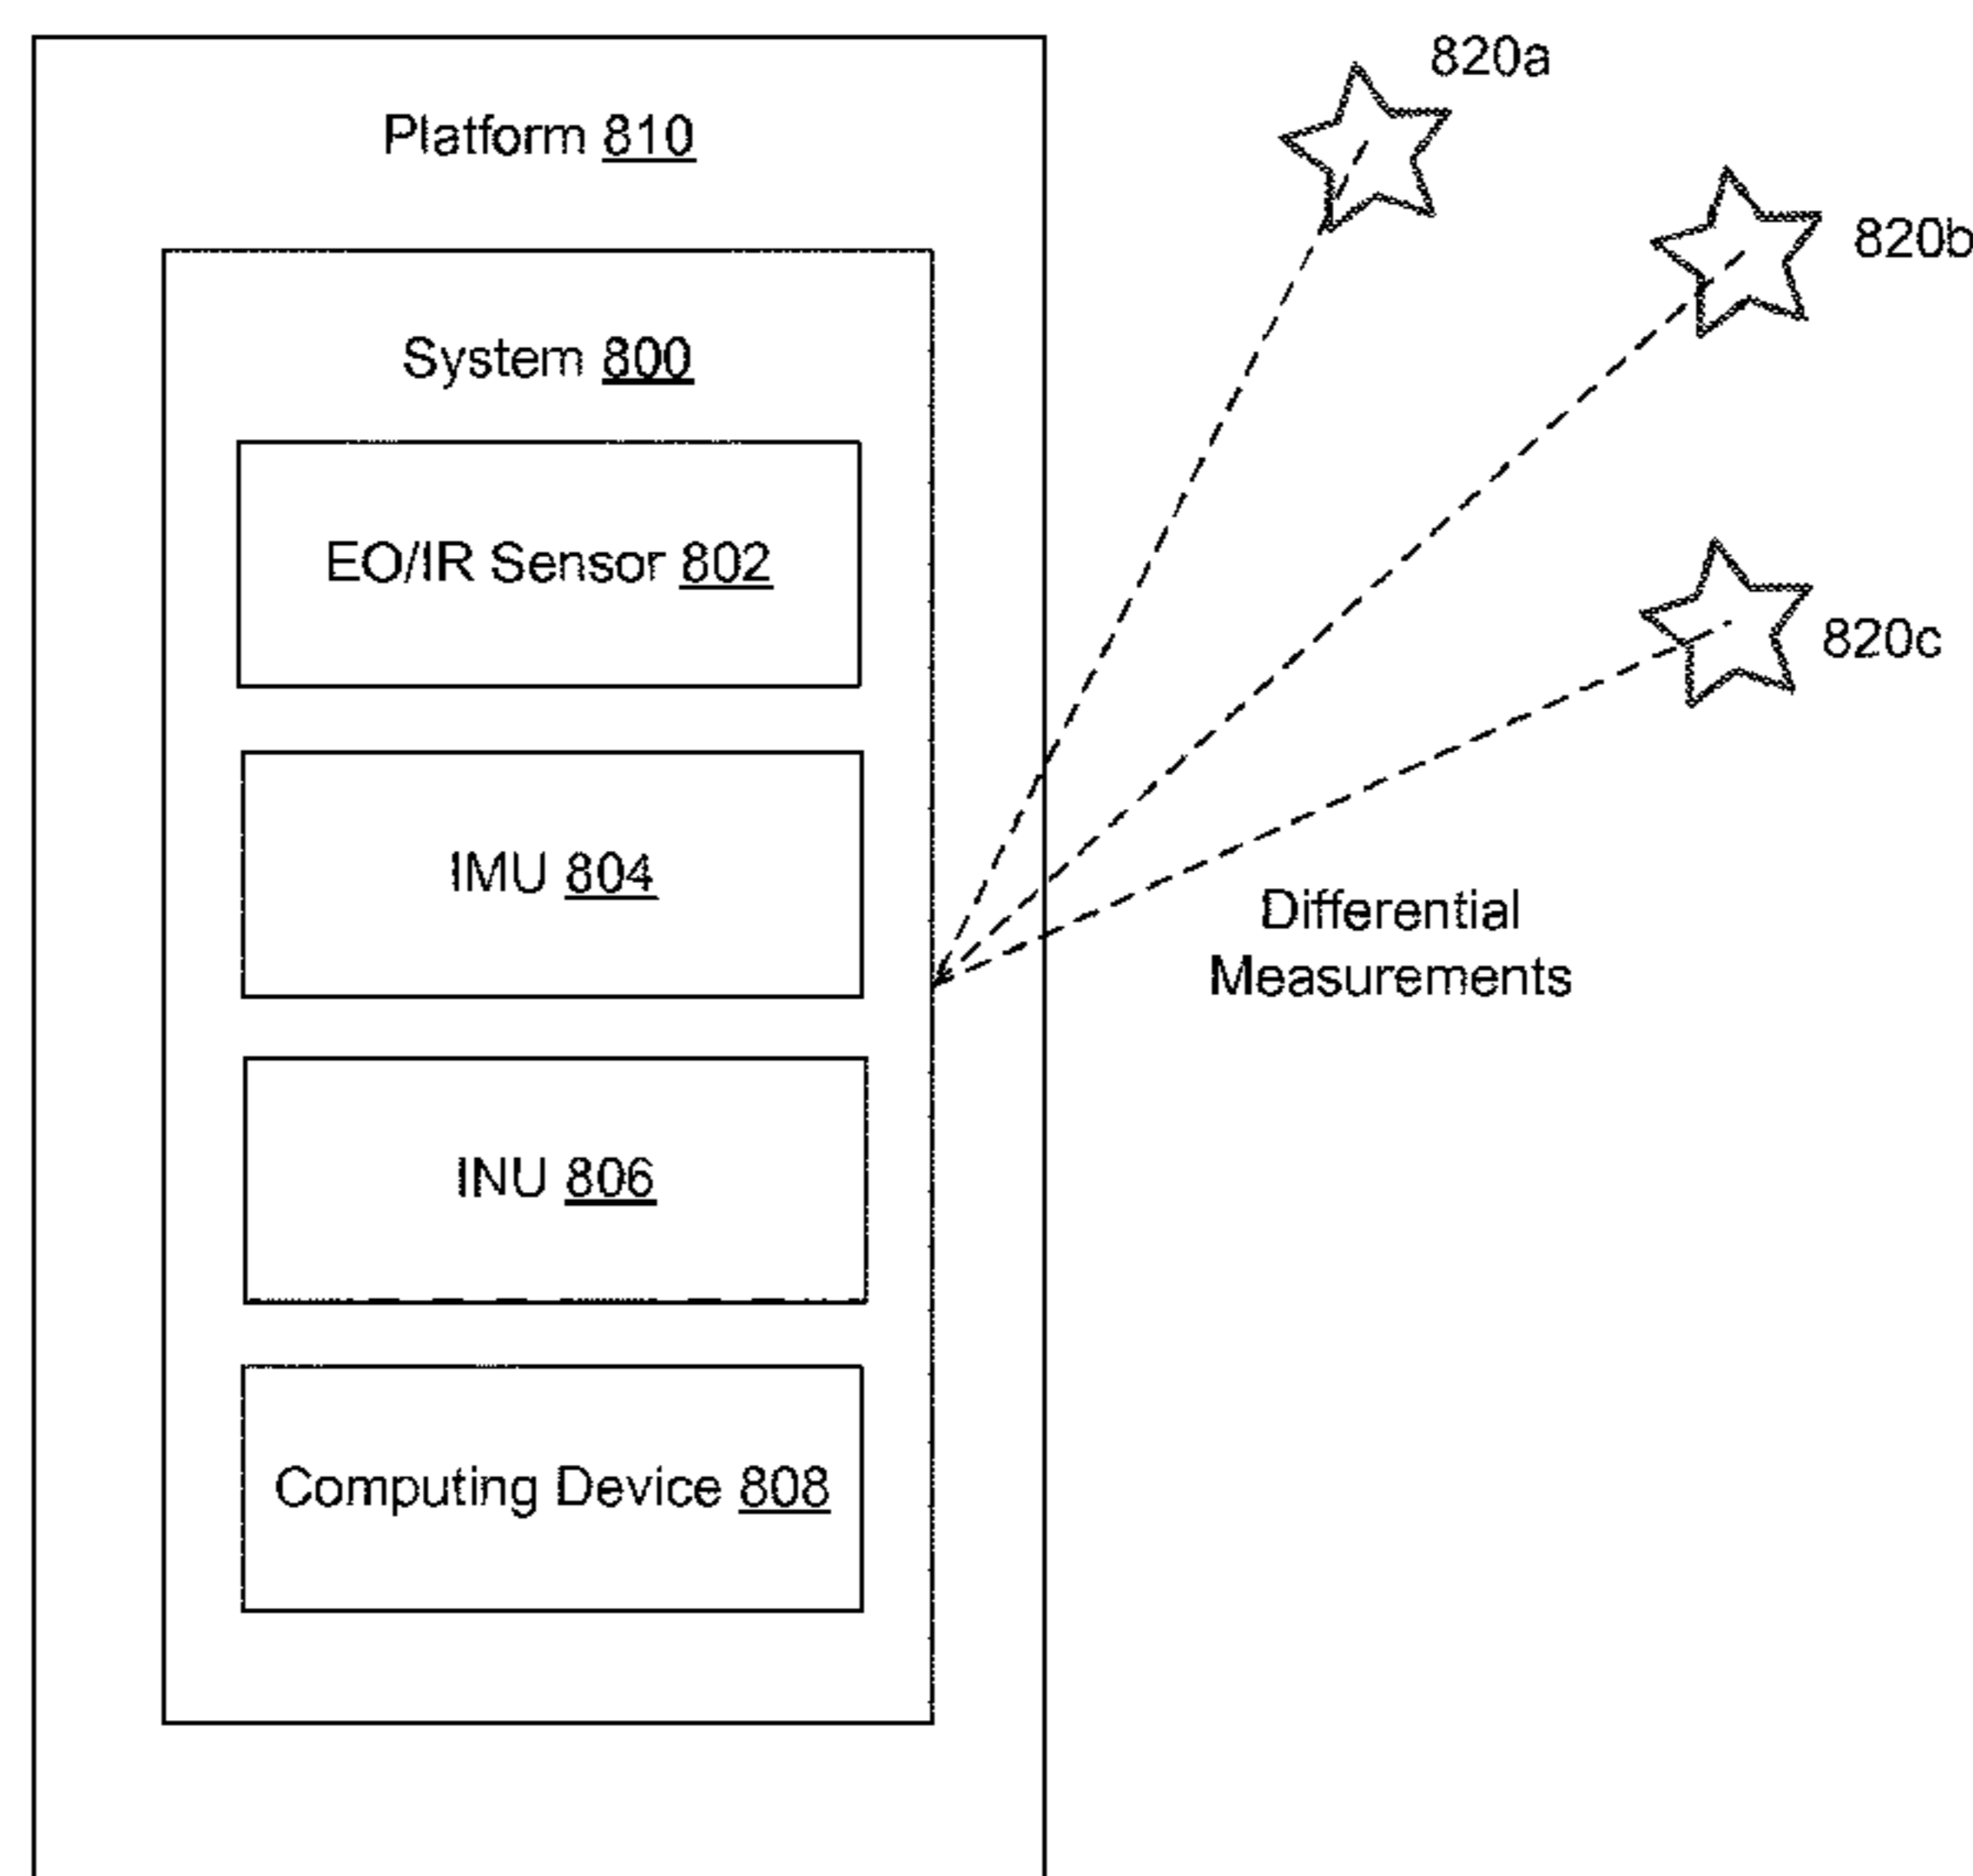 Platform 810
System 800
EO/IR Sensor 802
IMU 804
INU 806
Computing Device 808
820a
820b
820c
Differential
Measurements